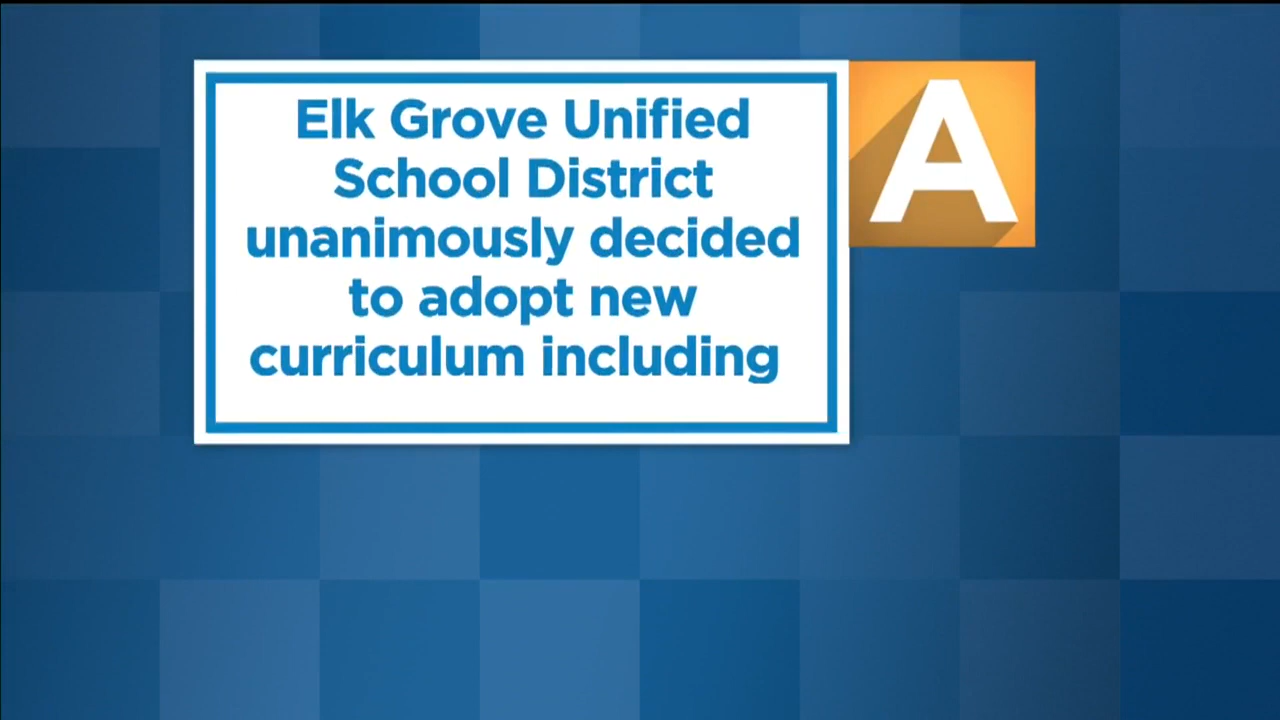 Elk Grove Unified
School District
unanimously decided
to adopt new
curriculum including
A